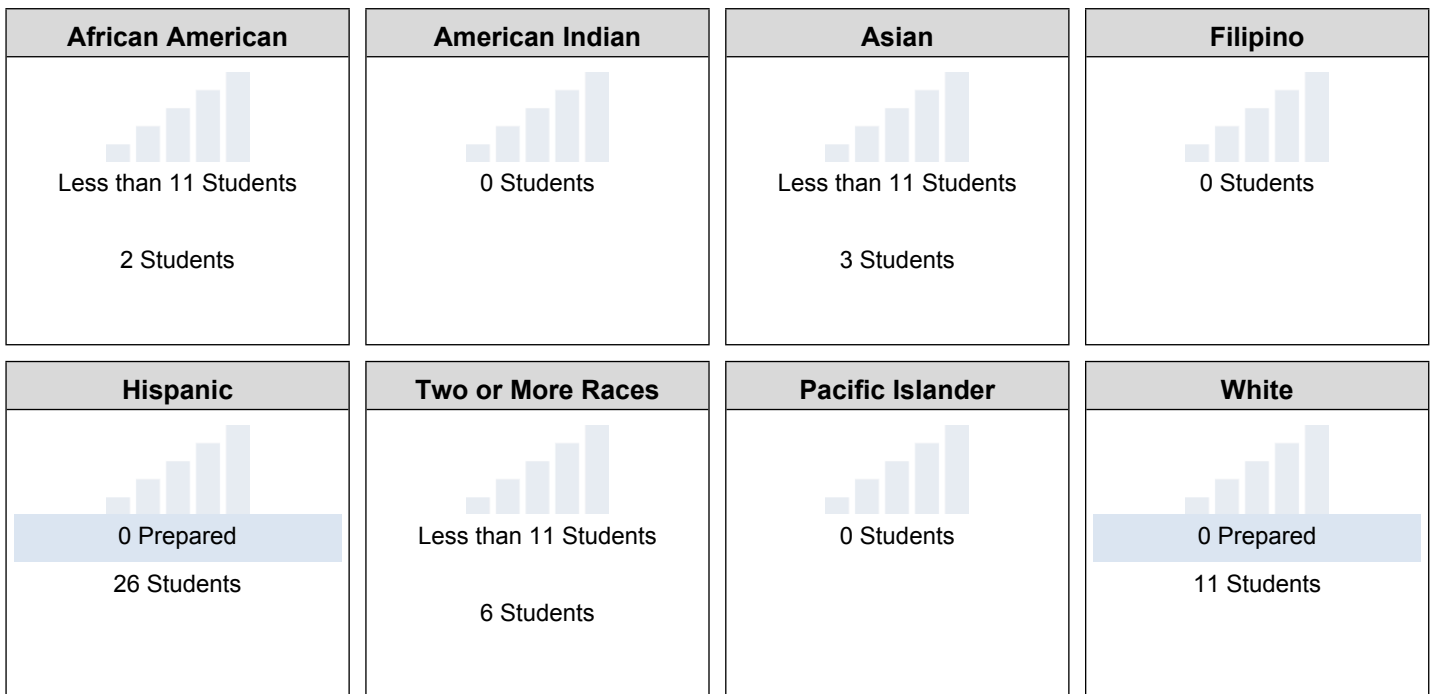 African American
Less than 11 Students
2 Students
American Indian
0 Students
Asian
Less than 11 Students
3 Students
Filipino
0 Students
Hispanic
0 Prepared
26 Students
Two or More Races
Less than 11 Students
6 Students
Pacific Islander
0 Students
White
0 Prepared
11 Students